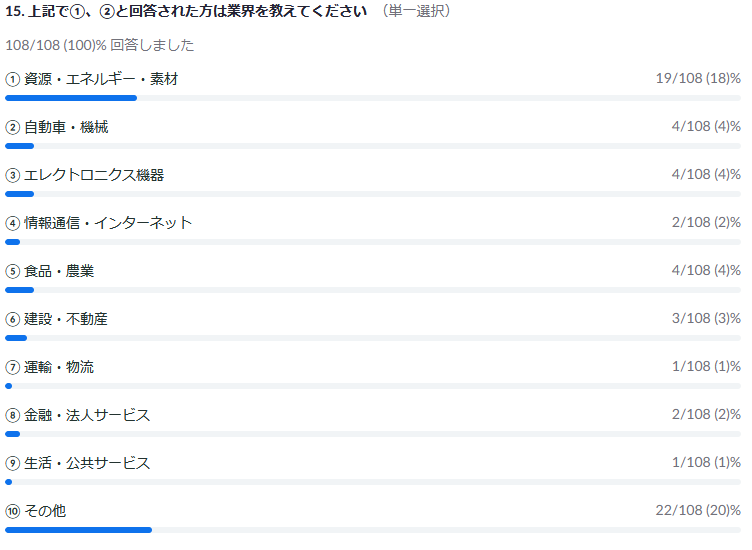 15. 上記で①、②と回答された方は業界を教えてください （単一選択）
108/108 (100)% 回答しました
① 資源・エネルギー・素材 19/108 (18)%
② 自動車・機械 4/108 (4)%
③ エレクトロニクス機器 4/108 (4)%
④ 情報通信・インターネット 2/108 (2)%
⑤ 食品・農業 4/108 (4)%
⑥ 建設・不動産 3/108 (3)%
⑦ 運輸・物流 1/108 (1)%
⑧ 金融・法人サービス 2/108 (2)%
⑨ 生活・公共サービス 1/108 (1)%
⑩ その他 22/108 (20)%